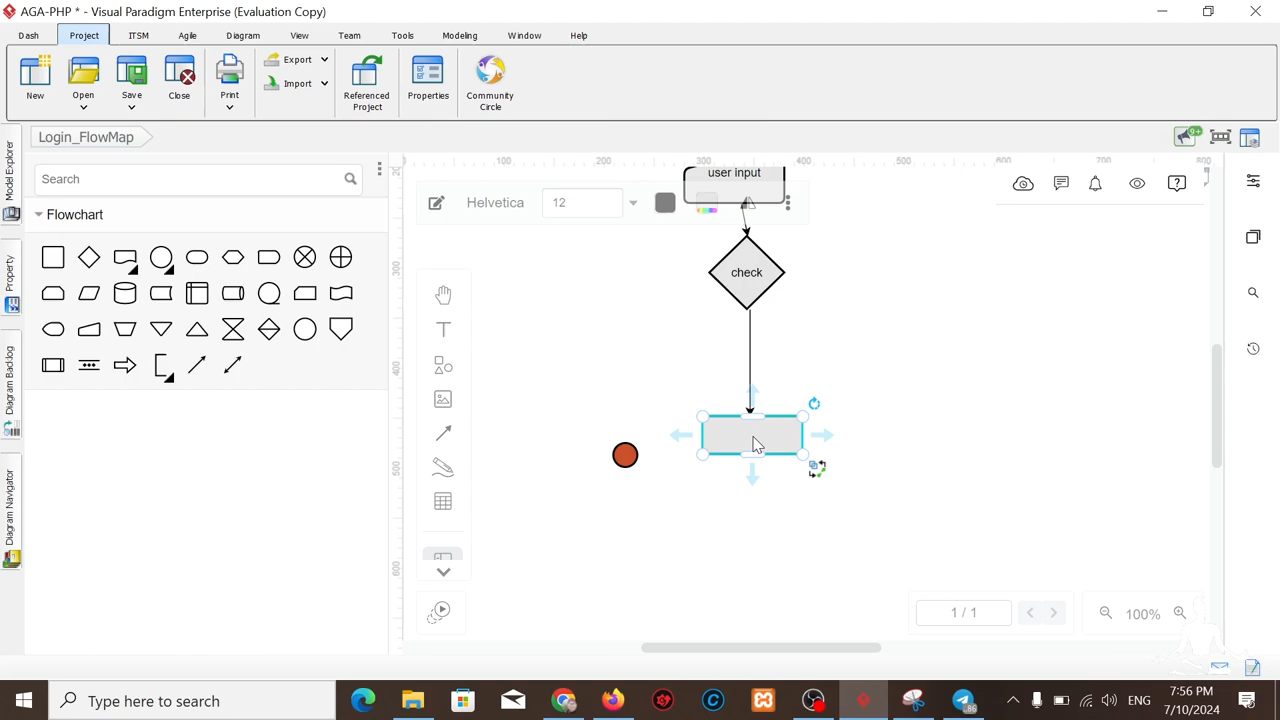 AGA-PHP * - Visual Paradigm Enterprise (Evaluation Copy)
Dash Project ITSM Agile Diagram View Team Tools Modeling Window Help
New
Open
Save
Close
Print
Export
Import
Referenced Project
Properties
Community Circle
Login_FlowMap
9+
Model Explorer
Property
Diagram Backlog
Diagram Navigator
Search
Flowchart
100 200 300 400 500 600 700 800
200
300
400
500
600
Helvetica
12
user input
check
1 / 1
100%
Type here to search
86
ENG
7:56 PM
7/10/2024